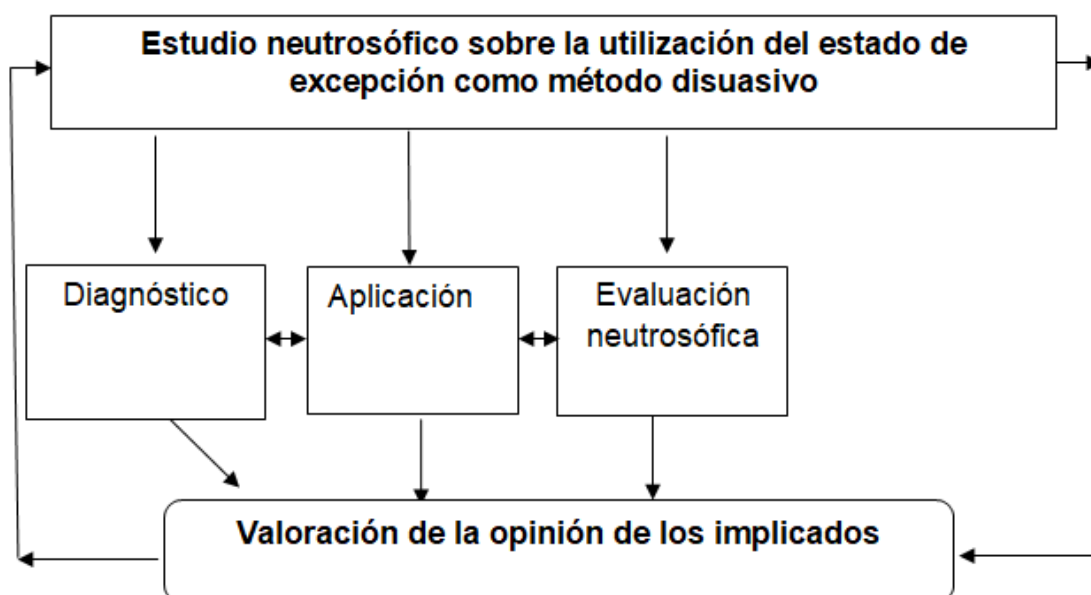 Estudio neutrosófico sobre la utilización del estado de
excepción como método disuasivo
Diagnóstico
Aplicación
Evaluación
neutrosófica
Valoración de la opinión de los implicados